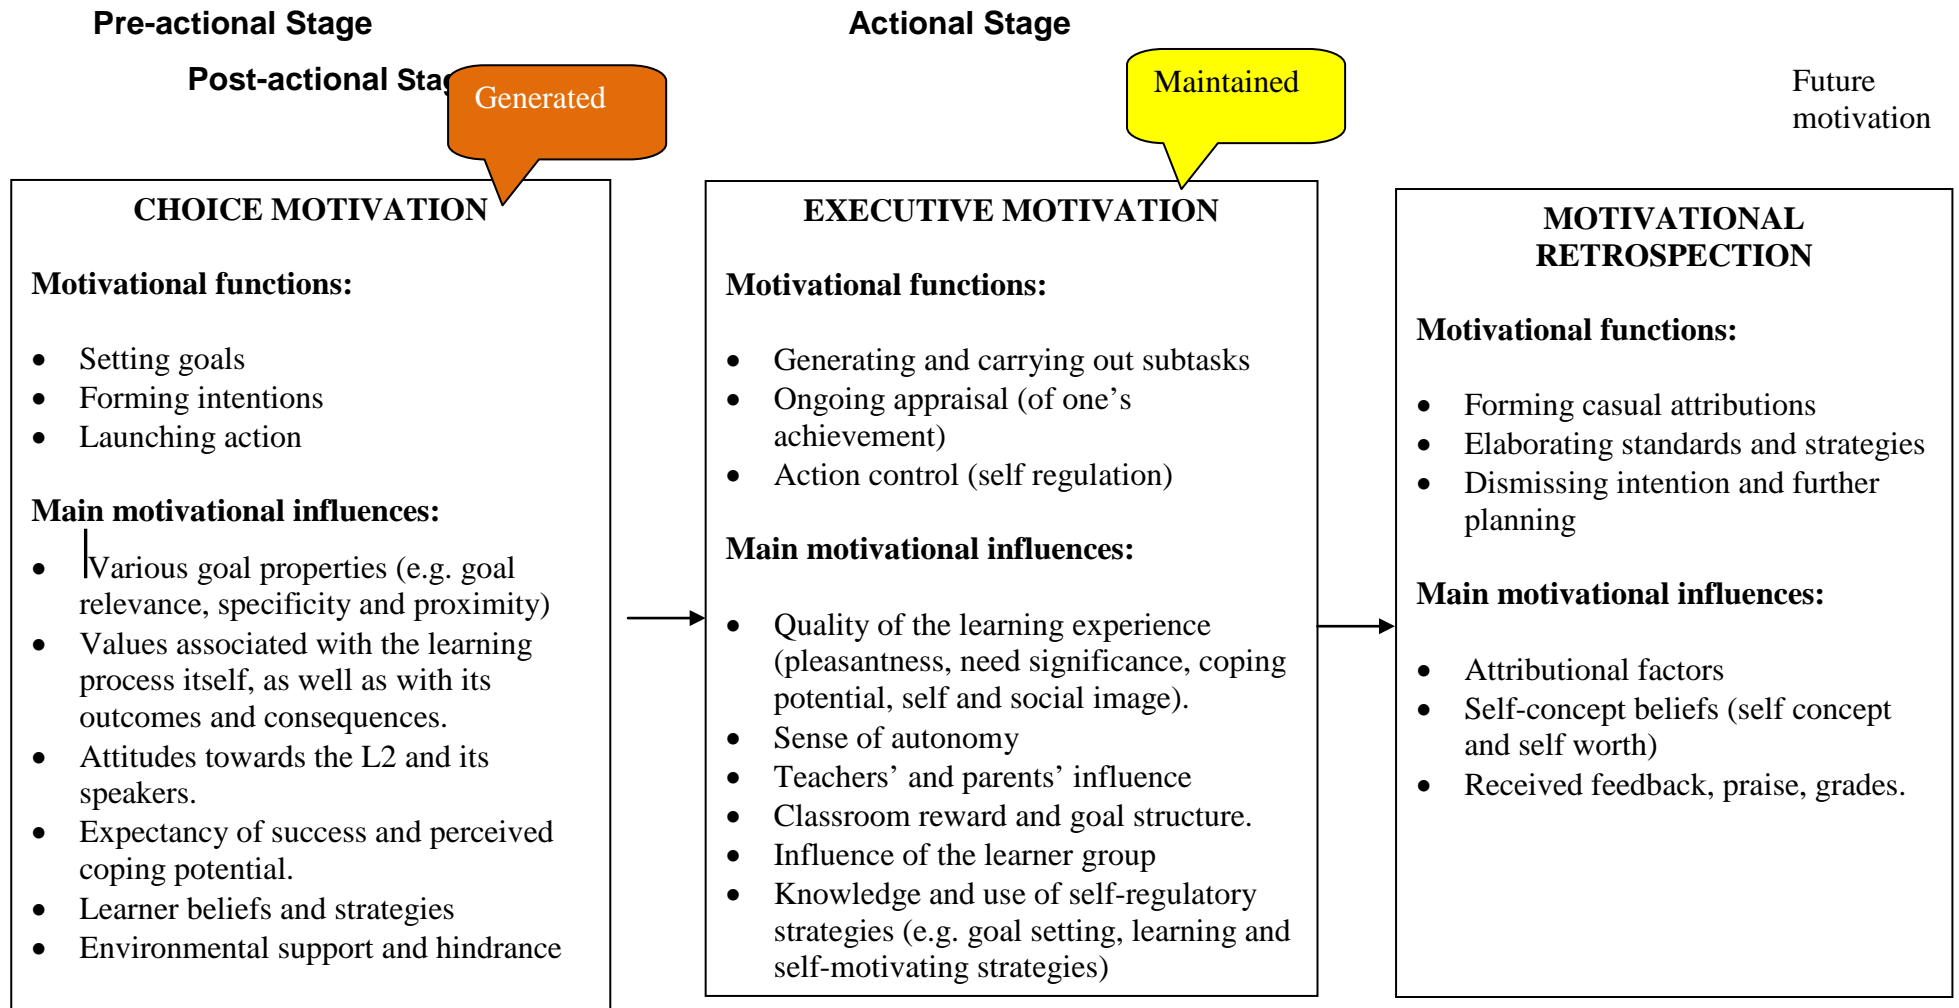 Pre-actional Stage
Actional Stage
Post-actional Stag
Generated
Maintained
Future
motivation
CHOICE MOTIVATION
Motivational functions:
• Setting goals
• Forming intentions
• Launching action
Main motivational influences:
• Various goal properties (e.g. goal
relevance, specificity and proximity)
• Values associated with the learning
process itself, as well as with its
outcomes and consequences.
• Attitudes towards the L2 and its
speakers.
• Expectancy of success and perceived
coping potential.
• Learner beliefs and strategies
• Environmental support and hindrance
EXECUTIVE MOTIVATION
Motivational functions:
• Generating and carrying out subtasks
• Ongoing appraisal (of one’s
achievement)
• Action control (self regulation)
Main motivational influences:
• Quality of the learning experience
(pleasantness, need significance, coping
potential, self and social image).
• Sense of autonomy
• Teachers’ and parents’ influence
• Classroom reward and goal structure.
• Influence of the learner group
• Knowledge and use of self-regulatory
strategies (e.g. goal setting, learning and
self-motivating strategies)
MOTIVATIONAL
RETROSPECTION
Motivational functions:
• Forming casual attributions
• Elaborating standards and strategies
• Dismissing intention and further
planning
Main motivational influences:
• Attributional factors
• Self-concept beliefs (self concept
and self worth)
• Received feedback, praise, grades.